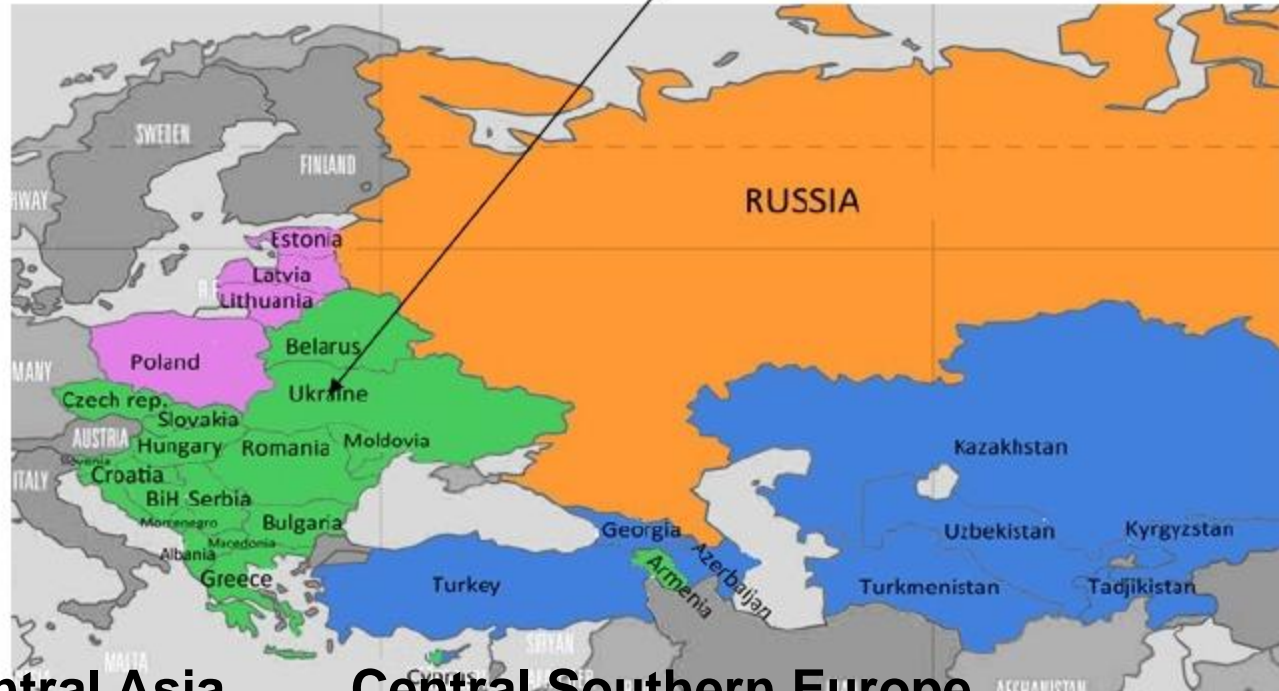 SWEDEN
FINLAND
RUSSIA
Estonia
Latvia
Lithuania
Belarus
Poland
Ukraine
Czech rep.
Slovakia
AUSTRIA
Hungary
Romania
Moldovia
Kazakhstan
Slovenia
Croatia
ITALY
BiH
Serbia
Montenegro
Bulgaria
Georgia
Uzbekistan
Kyrgyzstan
Macedonia
Albania
Azerbaijan
Greece
Turkey
Armenia
Turkmenistan
Tadjikistan
MALTA
Cyprus
Central Southern Europe